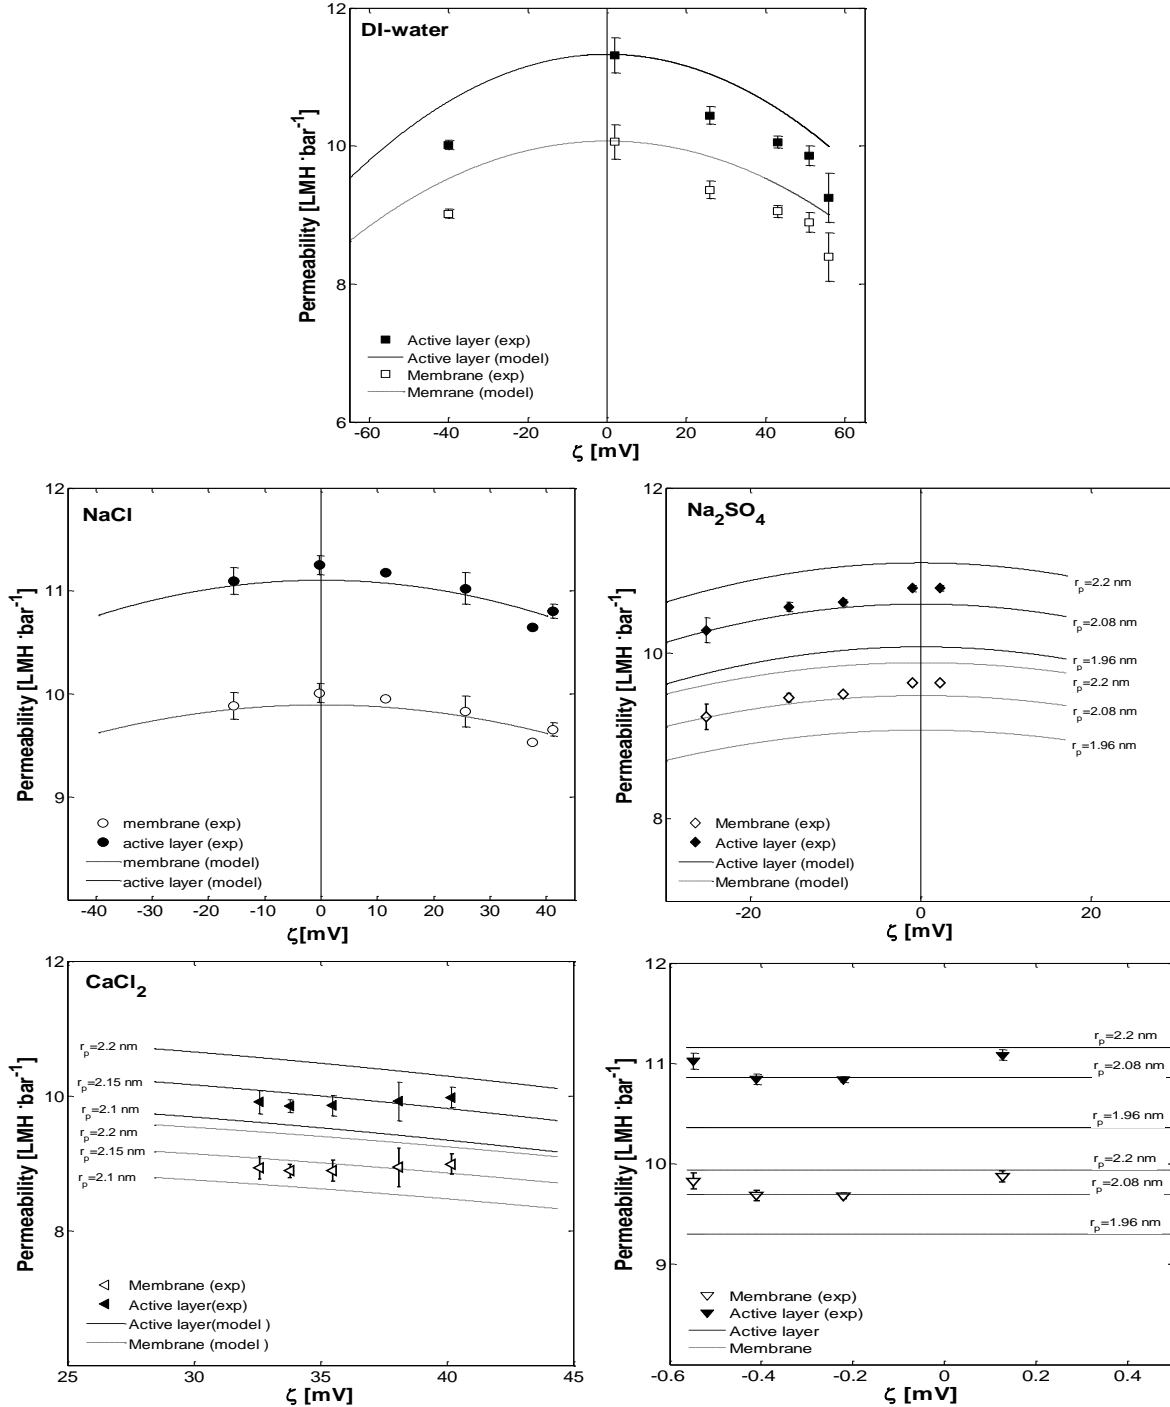 DI-water
Permeability [LMH ·bar⁻¹]
12
10
8
6
Active layer (exp)
Active layer (model)
Membrane (exp)
Memrane (model)
-60 -40 -20 0 20 40 60
ζ [mV]
NaCl
Permeability [LMH ·bar⁻¹]
12
11
10
9
membrane (exp)
active layer (exp)
membrane (model)
active layer (model)
-40 -30 -20 -10 0 10 20 30 40
ζ[mV]
Na₂SO₄
Permeability [LMH ·bar⁻¹]
12
10
8
rₚ=2.2 nm
rₚ=2.08 nm
rₚ=1.96 nm
rₚ=2.2 nm
rₚ=2.08 nm
rₚ=1.96 nm
Membrane (exp)
Active layer (exp)
Active layer (model)
Membrane (model)
-20 0 20
ζ [mV]
CaCl₂
Permeability [LMH ·bar⁻¹]
12
10
8
rₚ=2.2 nm
rₚ=2.15 nm
rₚ=2.1 nm
rₚ=2.2 nm
rₚ=2.15 nm
rₚ=2.1 nm
Membrane (exp)
Active layer(exp)
Active layer(model )
Membrane (model )
25 30 35 40 45
ζ [mV]
Permeability [LMH ·bar⁻¹]
12
11
10
9
rₚ=2.2 nm
rₚ=2.08 nm
rₚ=1.96 nm
rₚ=2.2 nm
rₚ=2.08 nm
rₚ=1.96 nm
Membrane (exp)
Active layer (exp)
Active layer
Membrane
-0.6 -0.4 -0.2 0 0.2 0.4
ζ [mV]